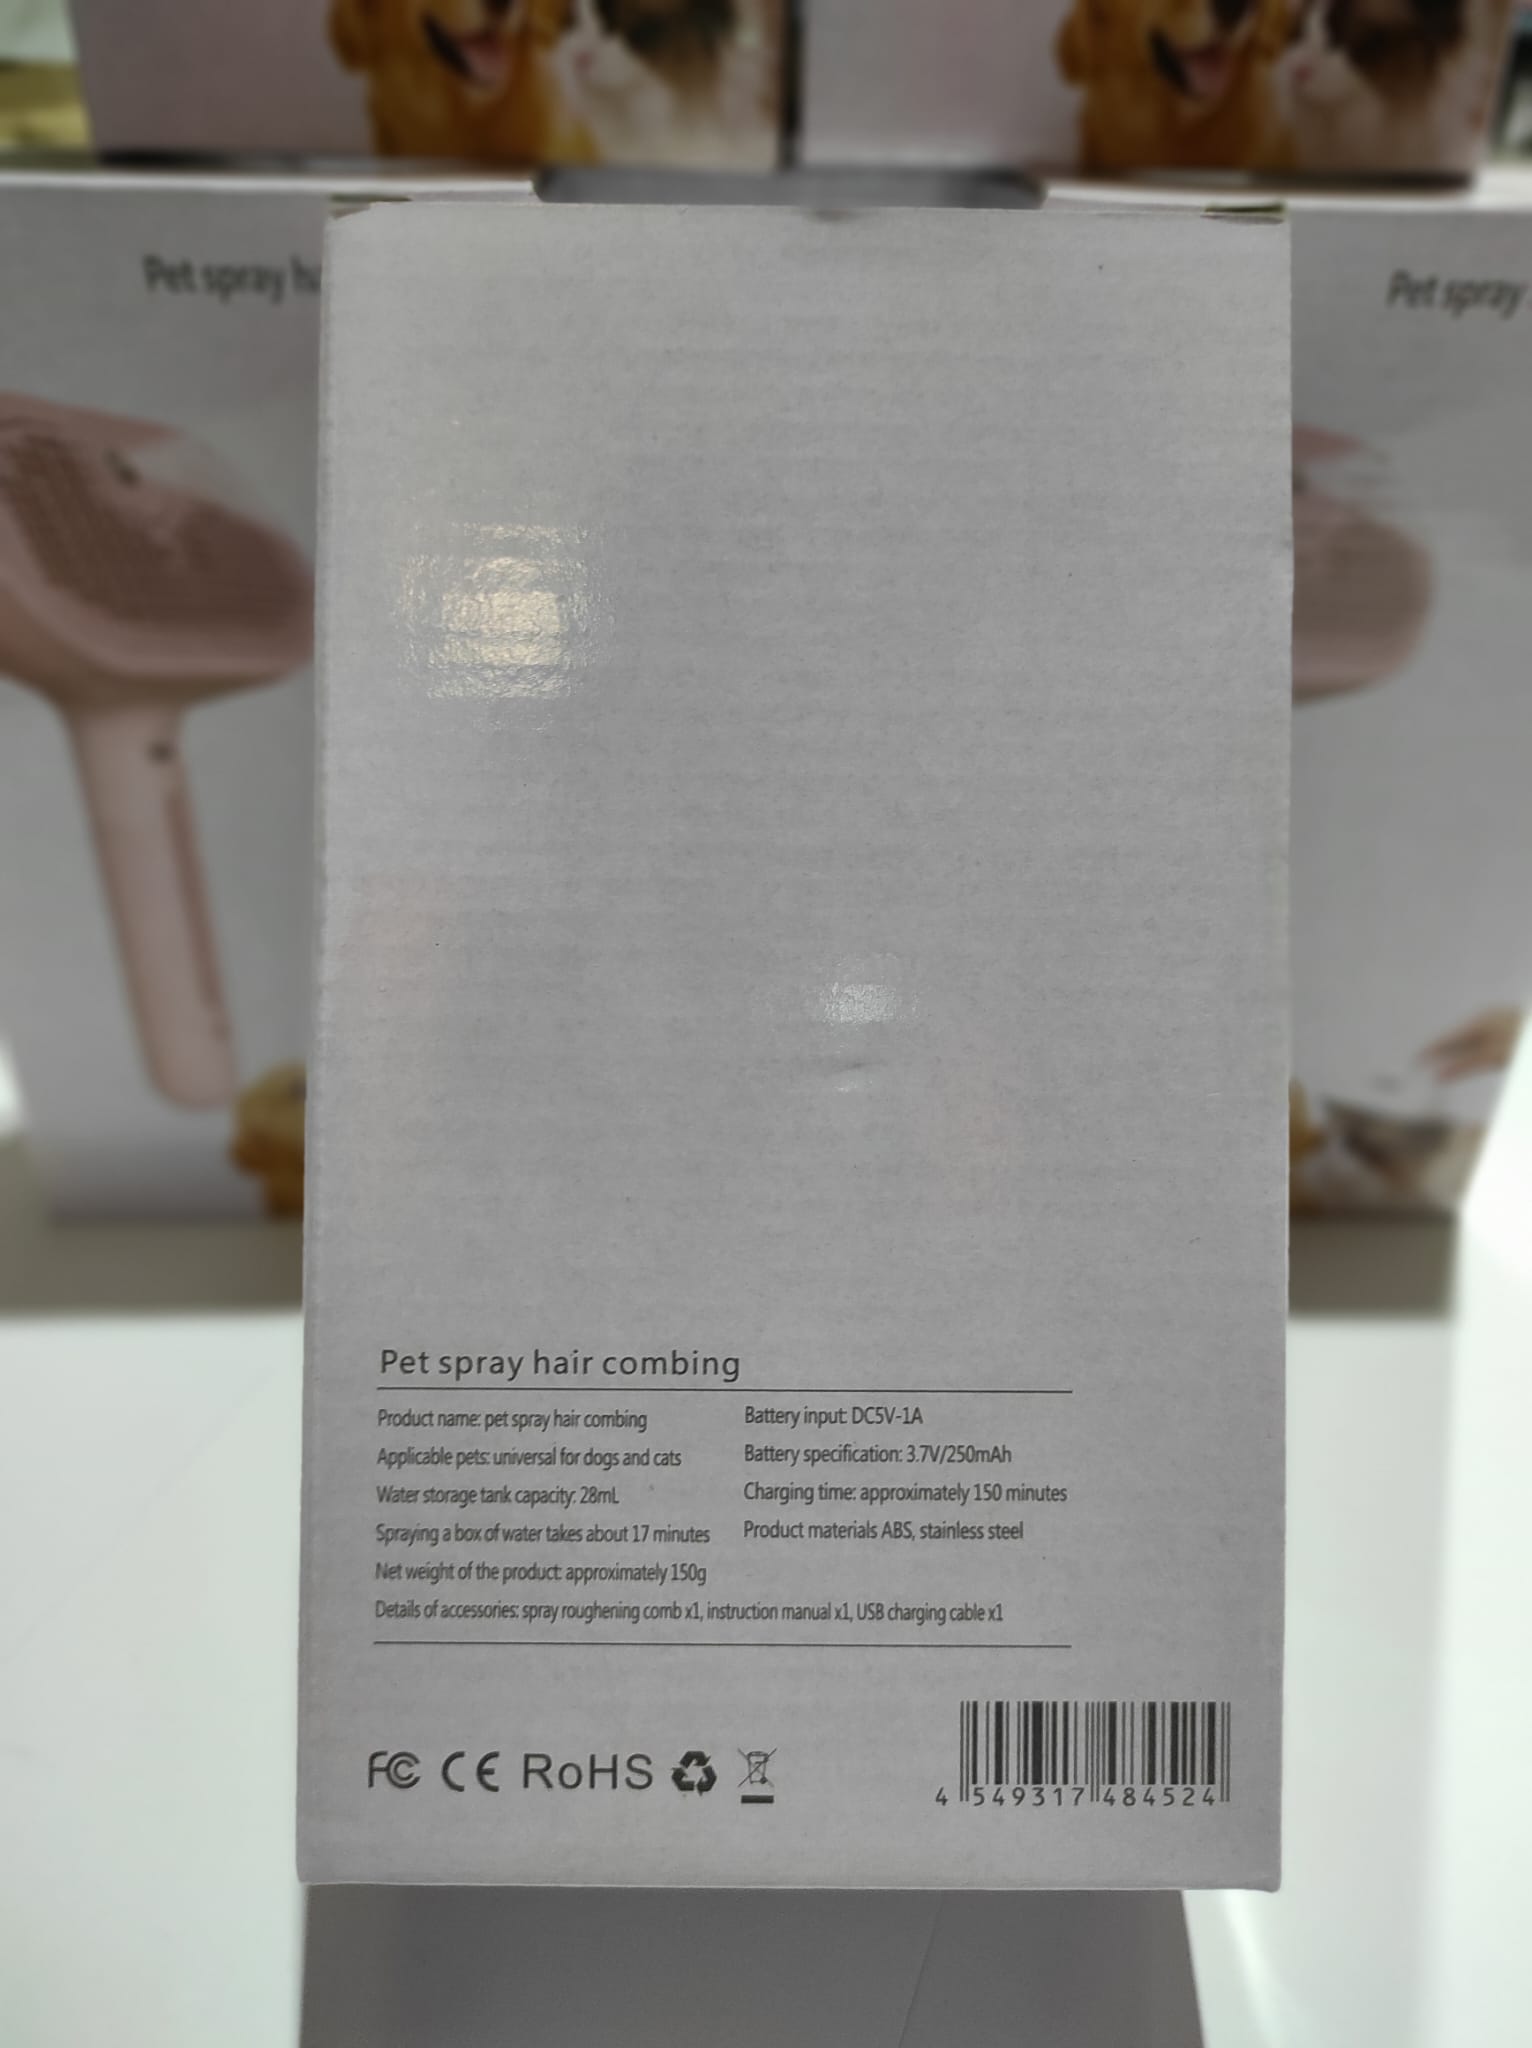 Pet spray
Pet spray
Pet spray hair combing
Product name: pet spray hair combing
Applicable pets: universal for dogs and cats
Water storage tank capacity: 28mL
Spraying a box of water takes about 17 minutes
Net weight of the product: approximately 150g
Battery input: DC5V-1A
Battery specification: 3.7V/250mAh
Charging time: approximately 150 minutes
Product materials ABS, stainless steel
Details of accessories: spray roughening comb x1, instruction manual x1, USB charging cable x1
FC CE RoHS
4 549317 484524